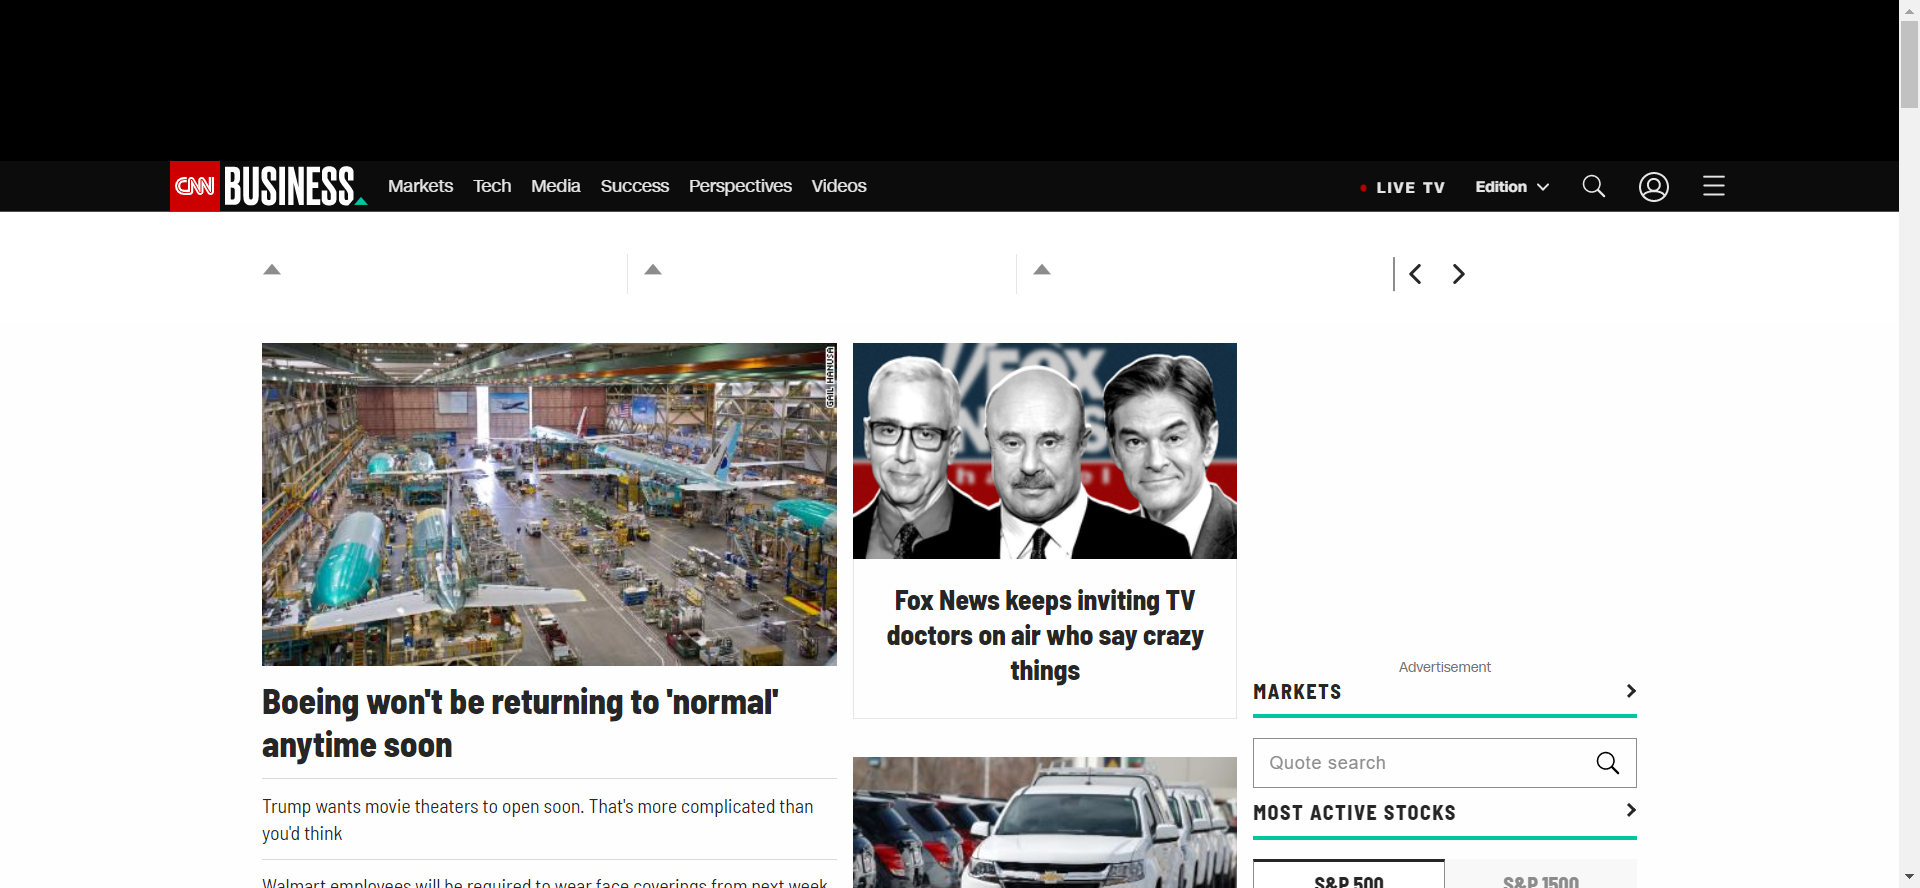 CNN BUSINESS Markets Tech Media Success Perspectives Videos LIVE TV Edition
GAIL HANUSA
Boeing won't be returning to 'normal'
anytime soon
Trump wants movie theaters to open soon. That's more complicated than
you'd think
Walmart employees will be required to wear face coverings from next week
FOX
NEWS
channel
Fox News keeps inviting TV
doctors on air who say crazy
things
Advertisement
MARKETS
Quote search
MOST ACTIVE STOCKS
S&P 500 S&P 1500